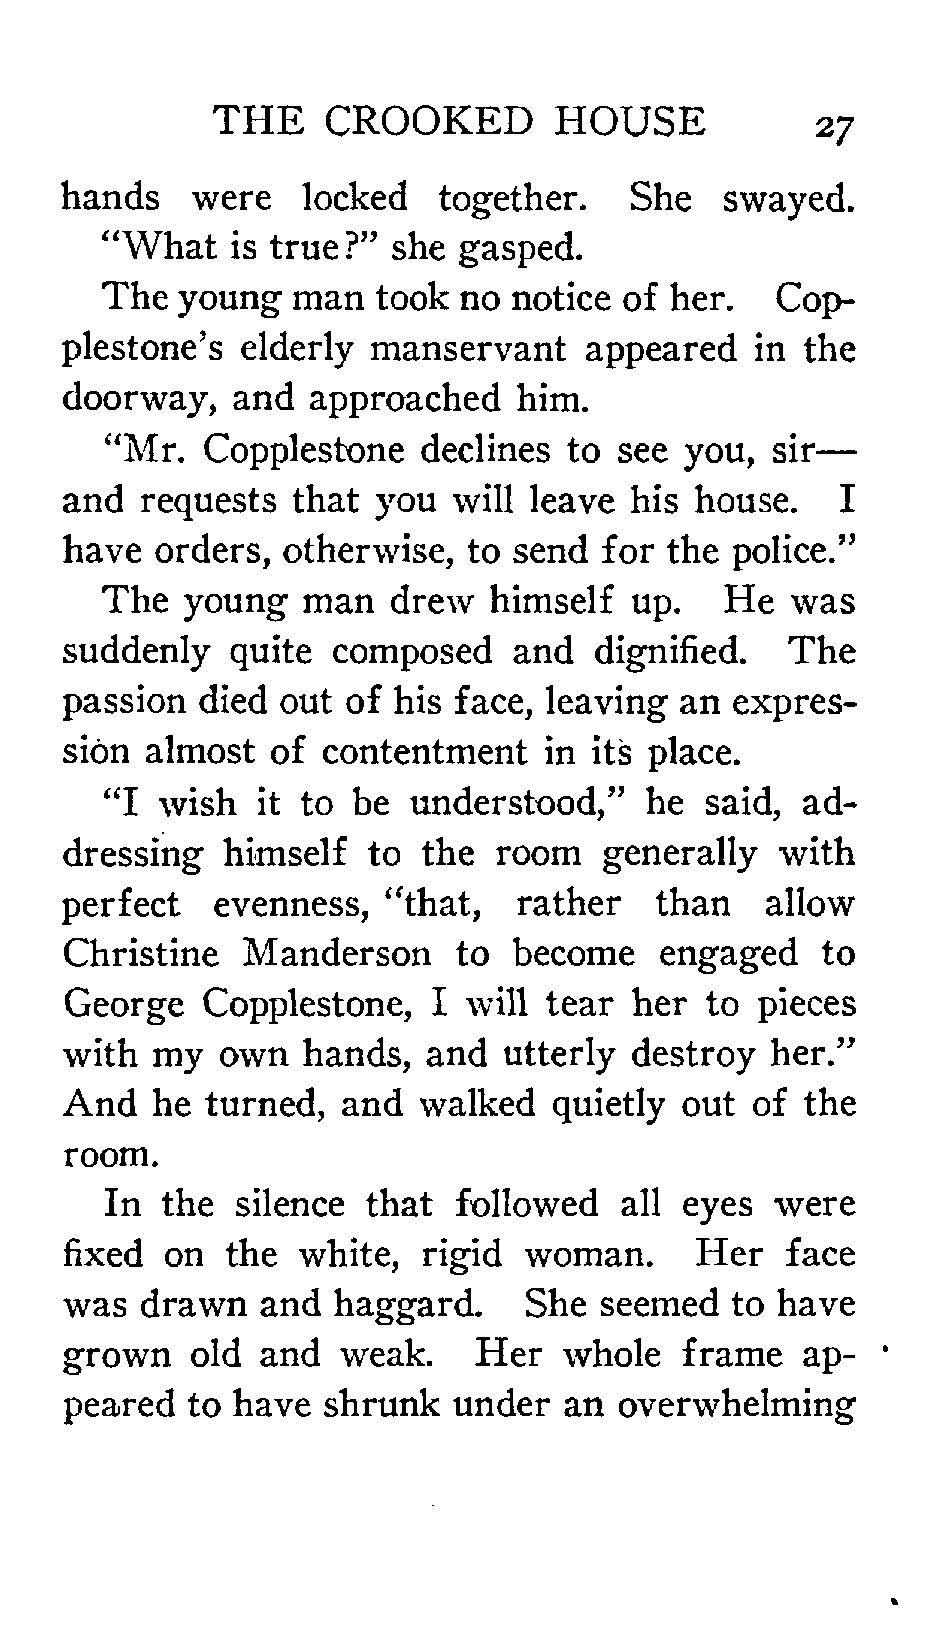 THE CROOKED HOUSE 27
hands were locked together. She swayed.
“What is true?” she gasped.
The young man took no notice of her. Cop-
plestone’s elderly manservant appeared in the
doorway, and approached him.
“Mr. Copplestone declines to see you, sir—
and requests that you will leave his house. I
have orders, otherwise, to send for the police.”
The young man drew himself up. He was
suddenly quite composed and dignified. The
passion died out of his face, leaving an expres-
sion almost of contentment in its place.
“I wish it to be understood,” he said, ad-
dressing himself to the room generally with
perfect evenness, “that, rather than allow
Christine Manderson to become engaged to
George Copplestone, I will tear her to pieces
with my own hands, and utterly destroy her.”
And he turned, and walked quietly out of the
room.
In the silence that followed all eyes were
fixed on the white, rigid woman. Her face
was drawn and haggard. She seemed to have
grown old and weak. Her whole frame ap-
peared to have shrunk under an overwhelming